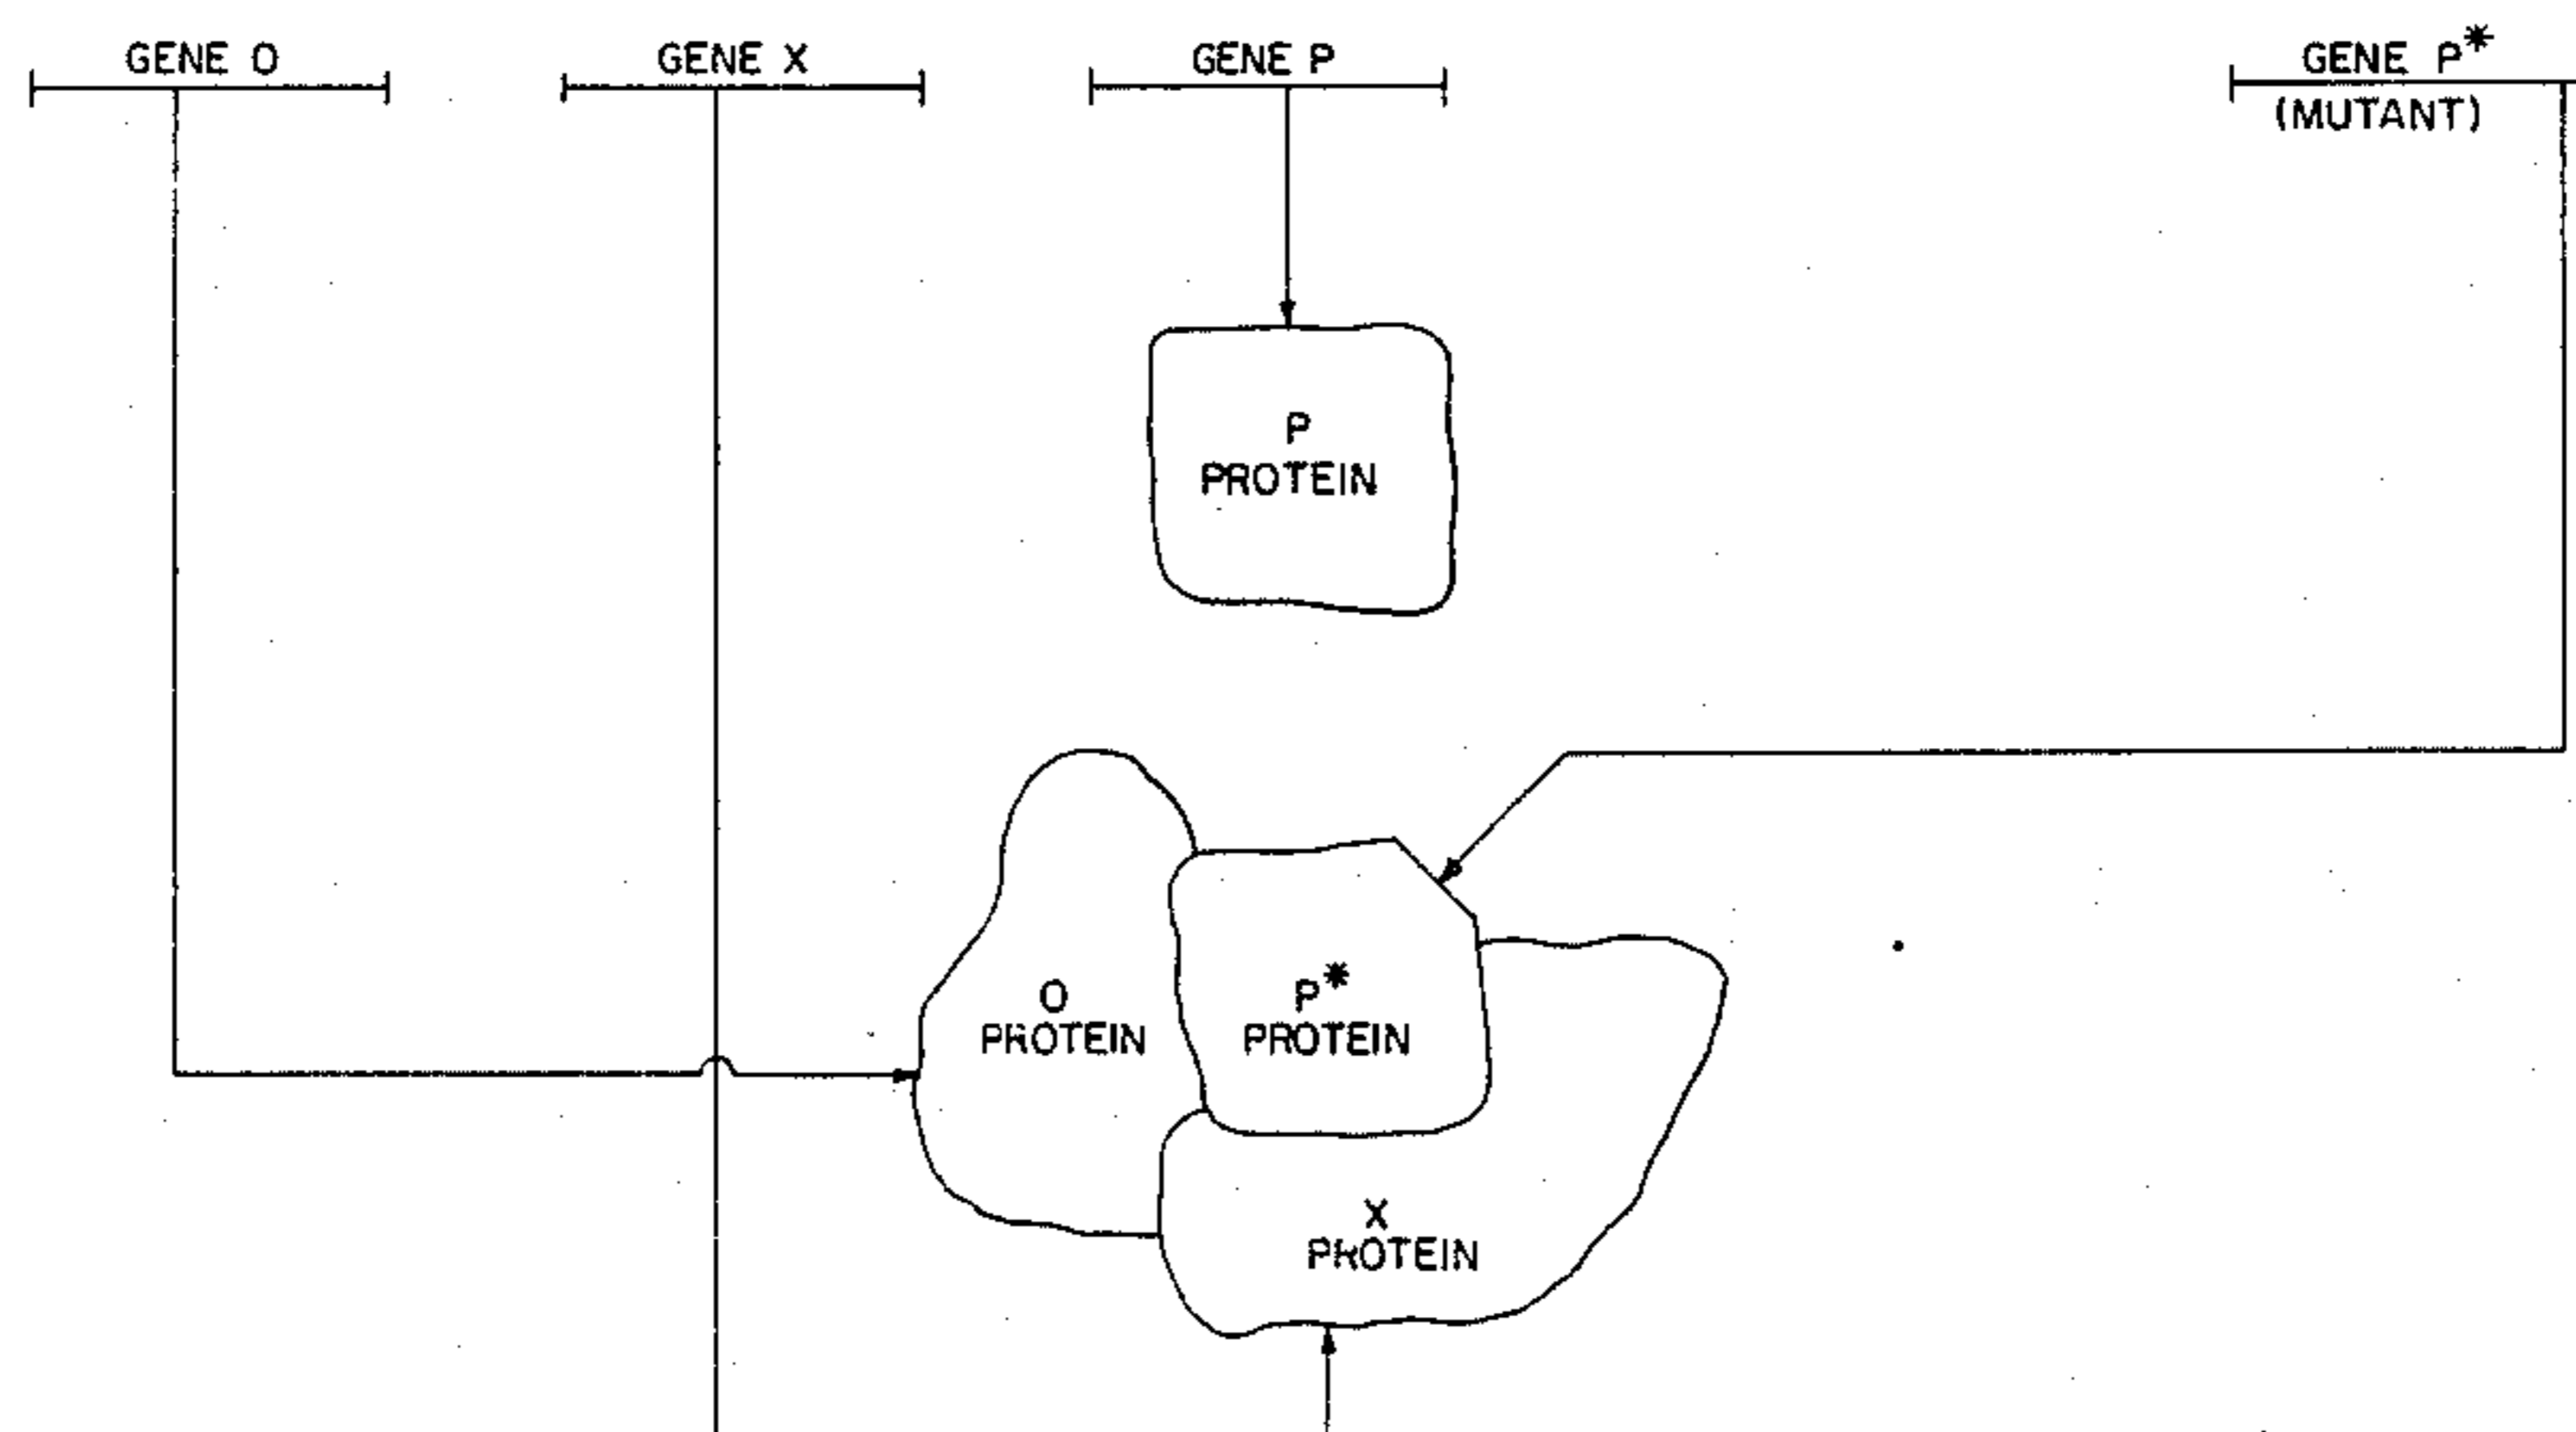 GENE O
GENE X
GENE P
GENE P*
(MUTANT)
P
PROTEIN
O
PROTEIN
P*
PROTEIN
X
PROTEIN